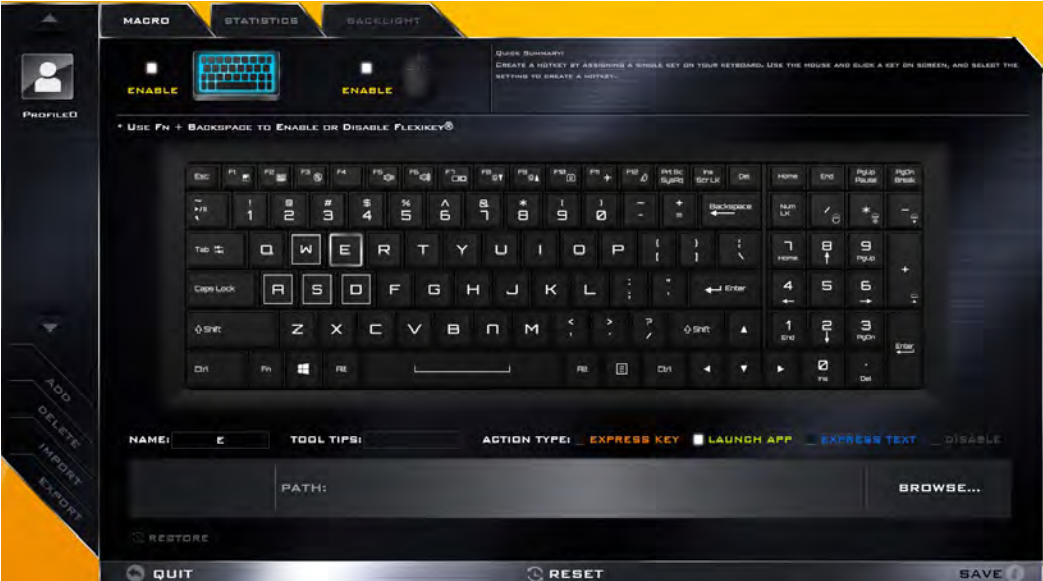 MACRO STATISTICS BACKLIGHT
QUICK SUMMARY:
CREATE A HOTKEY BY ASSIGNING A SINGLE KEY ON YOUR KEYBOARD. USE THE MOUSE AND CLICK A KEY ON SCREEN, AND SELECT THE
SETTING TO CREATE A HOTKEY.
ENABLE ENABLE
PROFILE0
* USE FN + BACKSPACE TO ENABLE OR DISABLE FLEXIKEY®
Esc F1 F2 F3 F4 F5 F6 F7 F8 F9 F10 F11 F12 Prt Sc SysRq Ins Scr LK Del Home End PgUp Pause PgDn Break
~ ! 1 @ 2 # 3 $ 4 % 5 ^ 6 & 7 * 8 ( 9 ) 0 - + = Backspace Num LK / * -
Tab Q W E R T Y U I O P { [ } ] | \ 7 Home 8 9 PgUp +
Caps Lock A S D F G H J K L : ; " ' Enter 4 5 6
Shift Z X C V B N M < , > . ? / Shift 1 End 2 3 PgDn Enter
Ctrl Fn Alt Alt Ctrl 0 Ins . Del
ADD
DELETE
IMPORT
EXPORT
NAME: E TOOL TIPS: ACTION TYPE: EXPRESS KEY LAUNCH APP EXPRESS TEXT DISABLE
PATH: BROWSE...
RESTORE
QUIT RESET SAVE